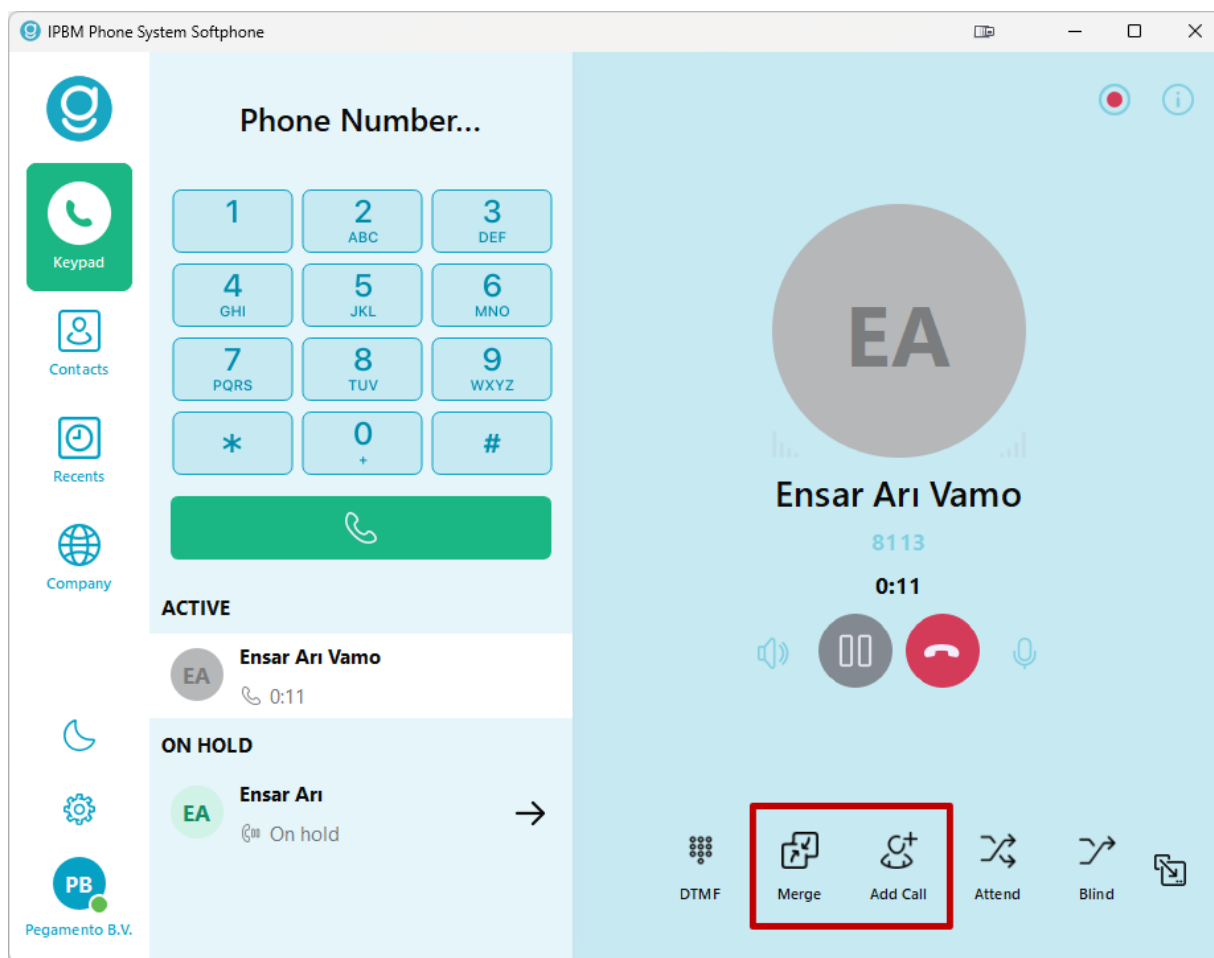 IPBM Phone System Softphone
Keypad
Contacts
Recents
Company
PB
Pegamento B.V.
Phone Number...
1
2
ABC
3
DEF
4
GHI
5
JKL
6
MNO
7
PQRS
8
TUV
9
WXYZ
*
0
+
#
ACTIVE
EA
Ensar Arı Vamo
0:11
ON HOLD
EA
Ensar Arı
On hold
EA
Ensar Arı Vamo
8113
0:11
DTMF
Merge
Add Call
Attend
Blind